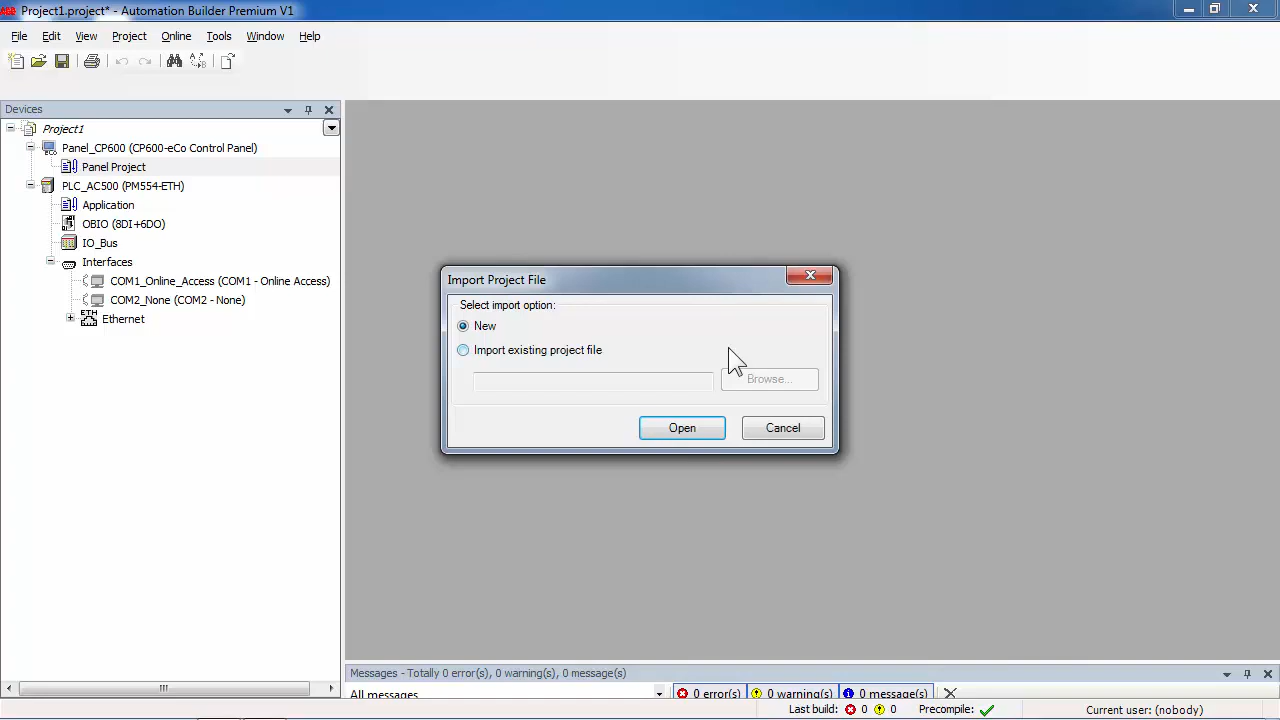 Project1.project* - Automation Builder Premium V1
File Edit View Project Online Tools Window Help
Devices
Project1
Panel_CP600 (CP600-eCo Control Panel)
Panel Project
PLC_AC500 (PM554-ETH)
Application
OBIO (8DI+6DO)
IO_Bus
Interfaces
COM1_Online_Access (COM1 - Online Access)
COM2_None (COM2 - None)
Ethernet
Import Project File
Select import option:
New
Import existing project file
Browse...
Open Cancel
Messages - Totally 0 error(s), 0 warning(s), 0 message(s)
All messages 0 error(s) 0 warning(s) 0 message(s)
Last build: 0 0 Precompile: Current user: (nobody)